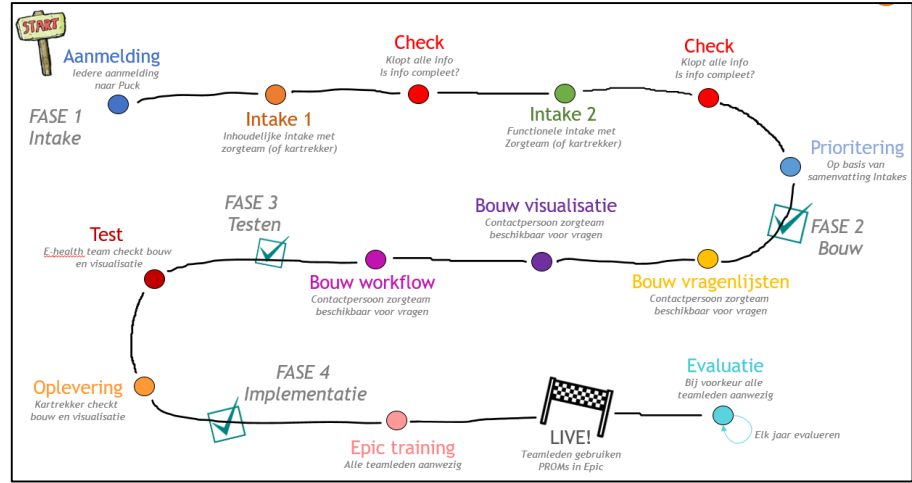 START
Aanmelding
Iedere aanmelding
naar Puck
FASE 1
Intake
Intake 1
Inhoudelijke intake met
zorgteam (of kartrekker)
Check
Klopt alle info
Is info compleet?
Intake 2
Functionele intake met
Zorgteam (of kartrekker)
Check
Klopt alle info
Is info compleet?
Prioritering
Op basis van
samenvatting Intakes
FASE 2
Bouw
Bouw vragenlijsten
Contactpersoon zorgteam
beschikbaar voor vragen
Bouw visualisatie
Contactpersoon zorgteam
beschikbaar voor vragen
Bouw workflow
Contactpersoon zorgteam
beschikbaar voor vragen
FASE 3
Testen
Test
E-health team checkt bouw
en visualisatie
Oplevering
Kartrekker checkt
bouw en visualisatie
FASE 4
Implementatie
Epic training
Alle teamleden aanwezig
LIVE!
Teamleden gebruiken
PROMs in Epic
Evaluatie
Bij voorkeur alle
teamleden aanwezig
Elk jaar evalueren